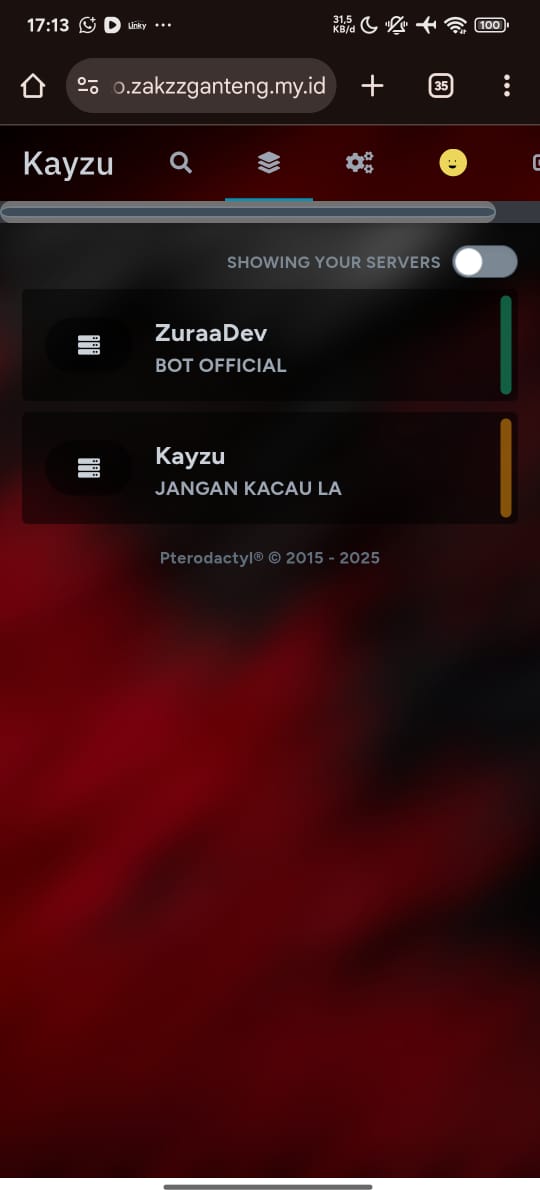 17:13 Linky ••• 31,5 KB/d 100
o.zakzzganteng.my.id 35
Kayzu
SHOWING YOUR SERVERS
ZuraaDev
BOT OFFICIAL
Kayzu
JANGAN KACAU LA
Pterodactyl® © 2015 - 2025